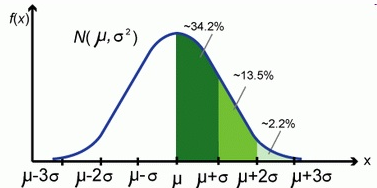 f(x)
N(μ,σ²)
~34.2%
~13.5%
~2.2%
x
μ-3σ μ-2σ μ-σ μ μ+σ μ+2σ μ+3σ